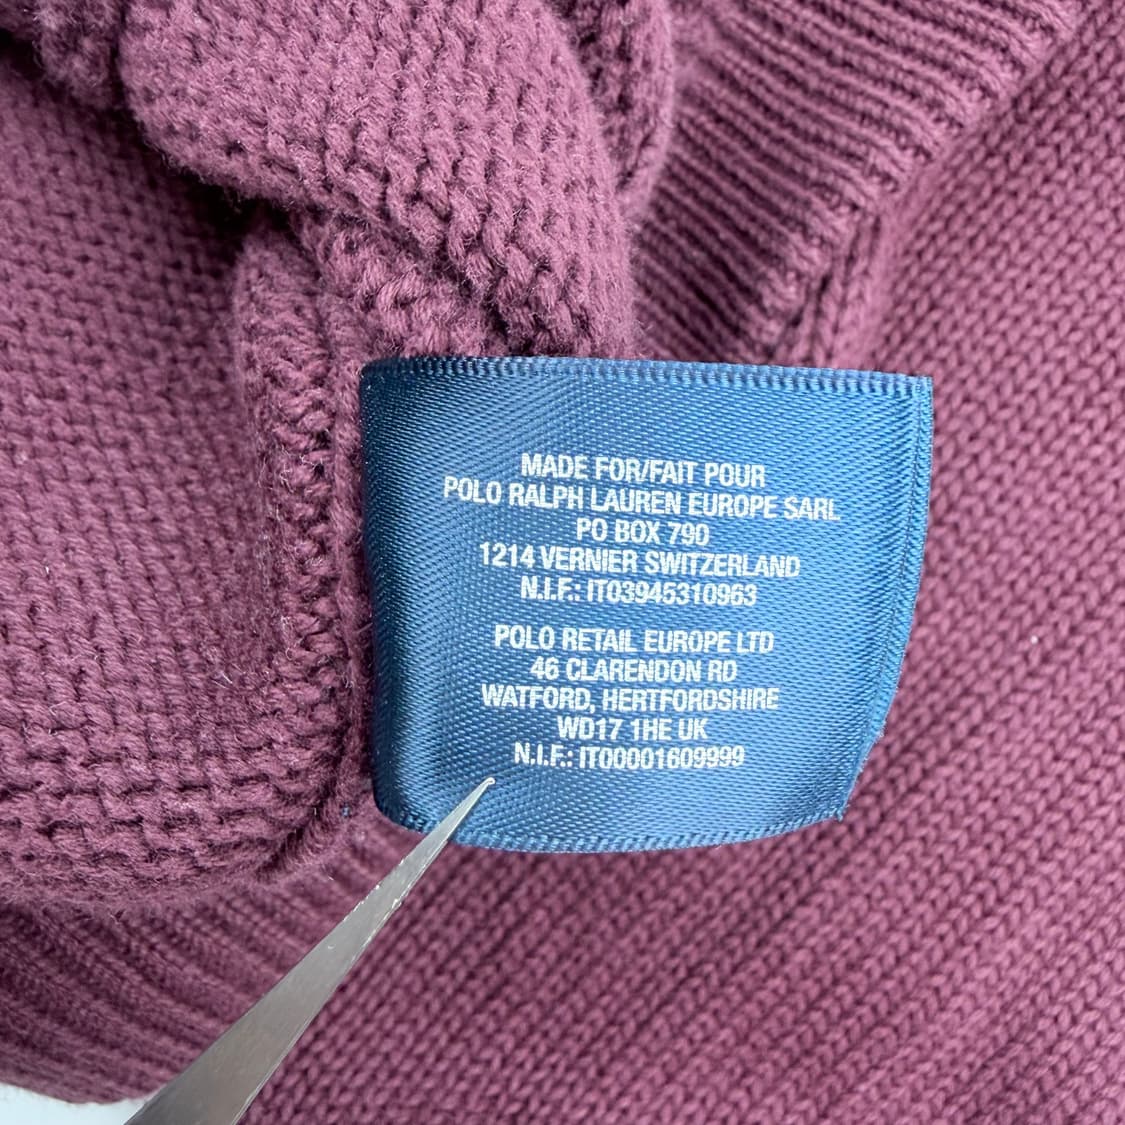 MADE FOR/FAIT POUR
POLO RALPH LAUREN EUROPE SARL
PO BOX 790
1214 VERNIER SWITZERLAND
N.I.F.: IT03945310963
POLO RETAIL EUROPE LTD
46 CLARENDON RD
WATFORD, HERTFORDSHIRE
WD17 1HE UK
N.I.F.: IT00001609999